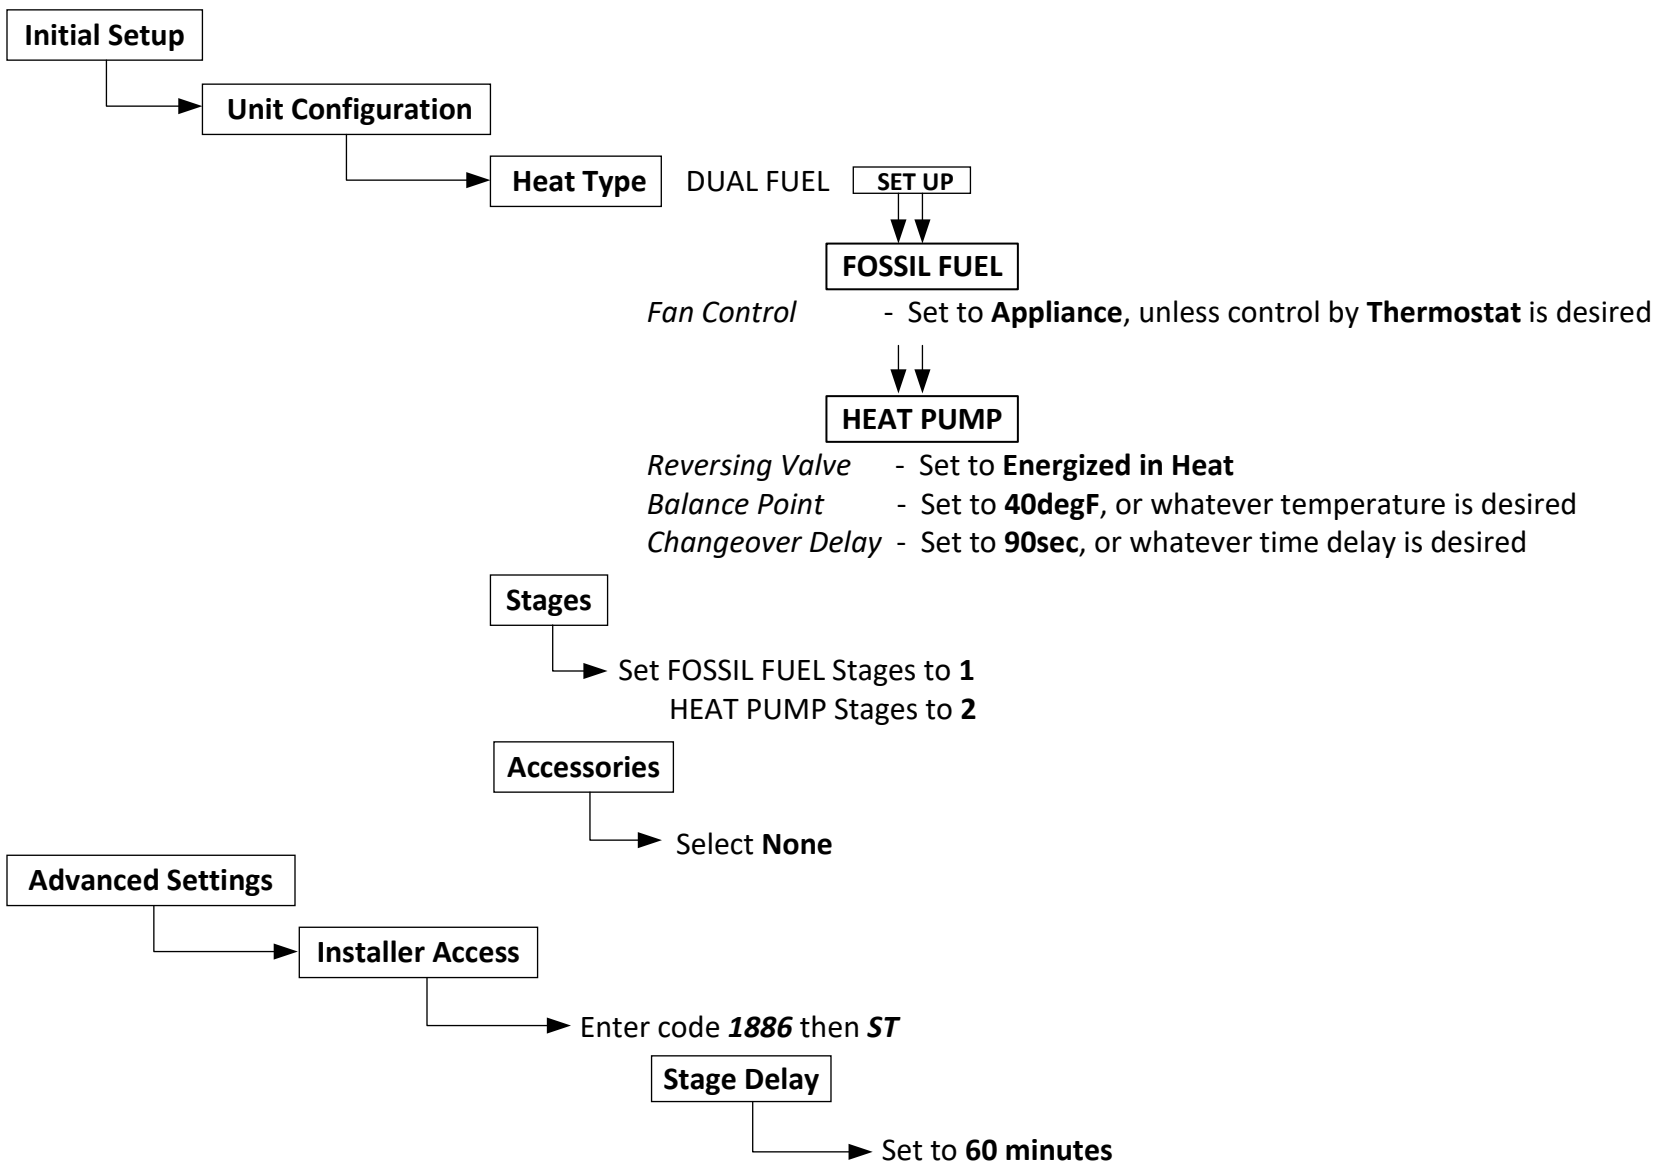 Initial Setup
Unit Configuration
Heat Type DUAL FUEL SET UP
FOSSIL FUEL
Fan Control - Set to Appliance, unless control by Thermostat is desired
HEAT PUMP
Reversing Valve - Set to Energized in Heat
Balance Point - Set to 40degF, or whatever temperature is desired
Changeover Delay - Set to 90sec, or whatever time delay is desired
Stages
Set FOSSIL FUEL Stages to 1
HEAT PUMP Stages to 2
Accessories
Select None
Advanced Settings
Installer Access
Enter code 1886 then ST
Stage Delay
Set to 60 minutes